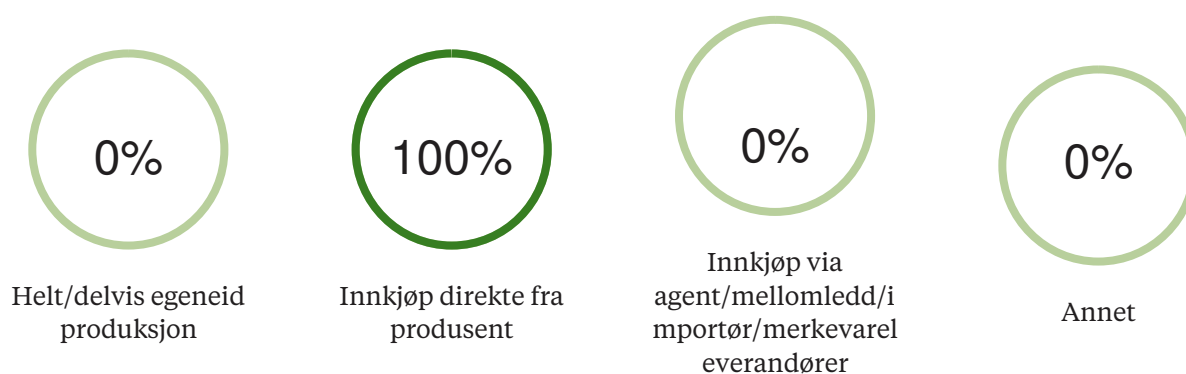 0%
Helt/delvis egeneid
produksjon
100%
Innkjøp direkte fra
produsent
0%
Innkjøp via
agent/mellomledd/i
mportør/merkevarel
everandører
0%
Annet